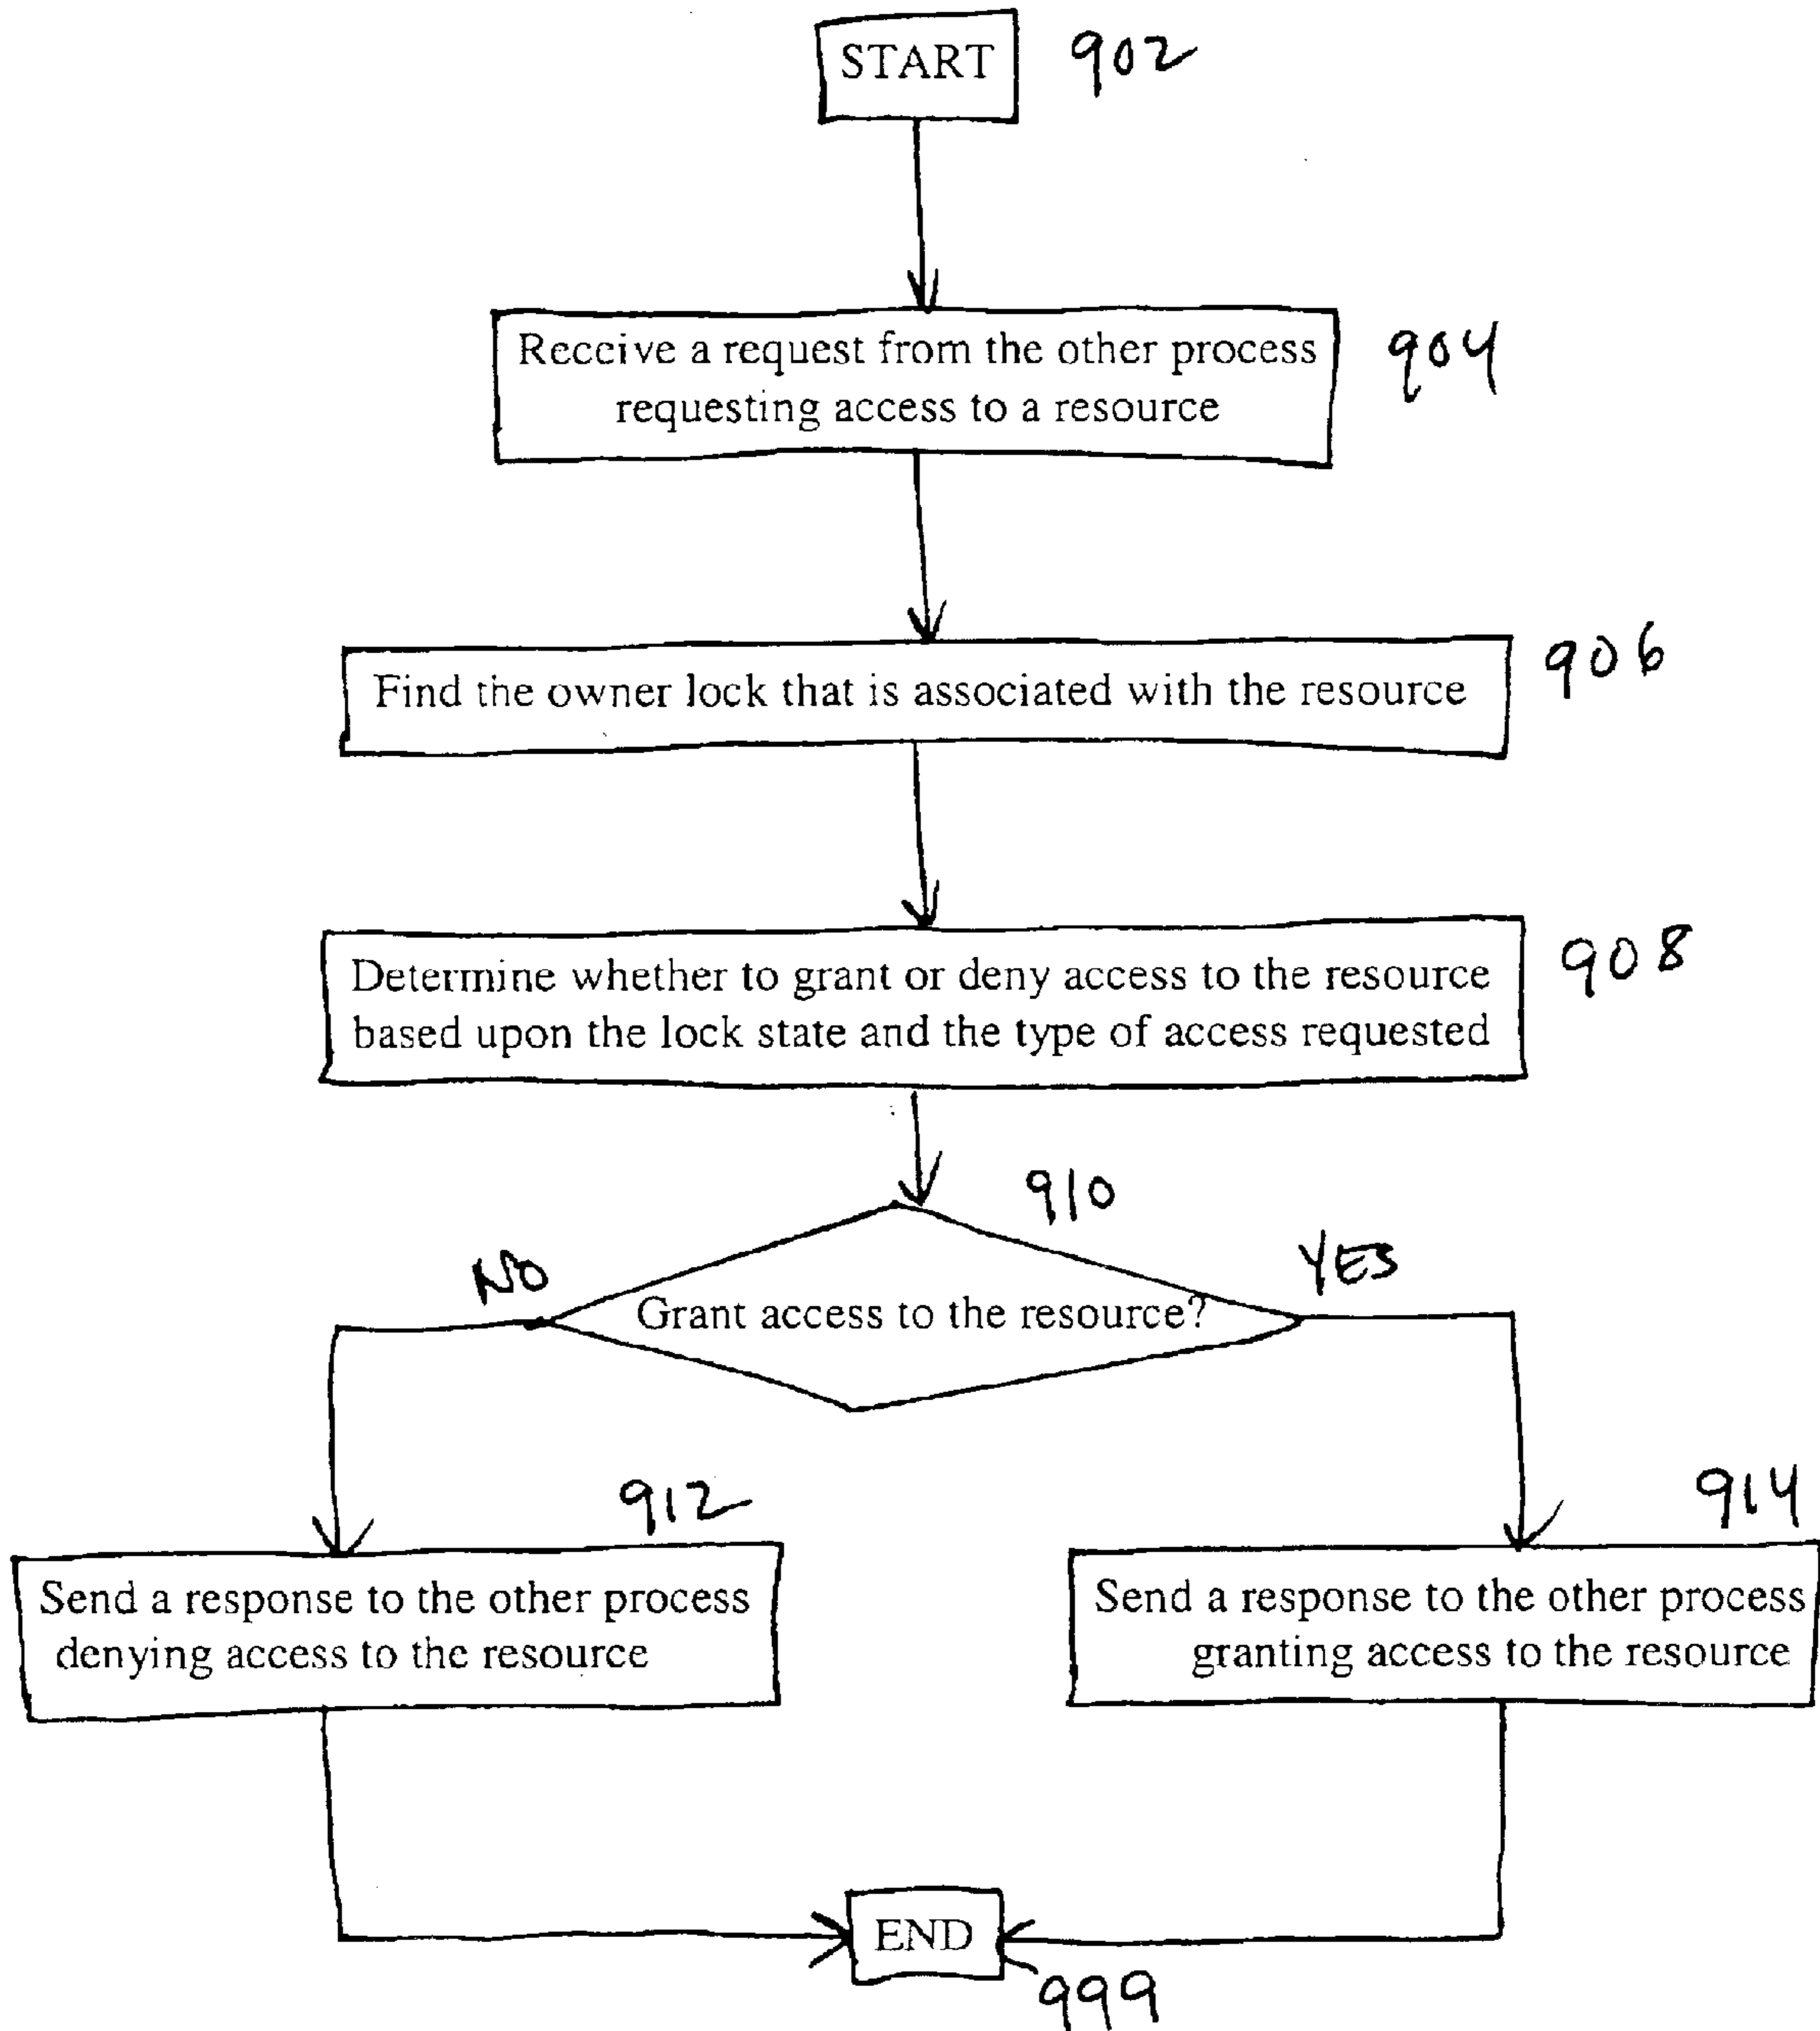 START 902
Receive a request from the other process
requesting access to a resource
904
Find the owner lock that is associated with the resource
906
Determine whether to grant or deny access to the resource
based upon the lock state and the type of access requested
908
910
NO
Grant access to the resource?
YES
912
Send a response to the other process
denying access to the resource
914
Send a response to the other process
granting access to the resource
END
999